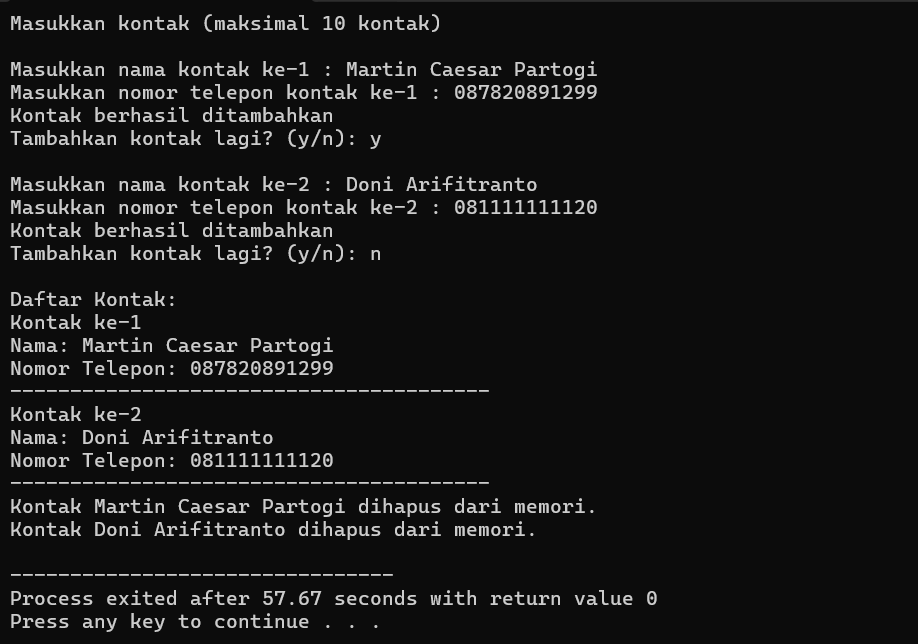 Masukkan kontak (maksimal 10 kontak)
Masukkan nama kontak ke-1 : Martin Caesar Partogi
Masukkan nomor telepon kontak ke-1 : 087820891299
Kontak berhasil ditambahkan
Tambahkan kontak lagi? (y/n): y
Masukkan nama kontak ke-2 : Doni Arifitranto
Masukkan nomor telepon kontak ke-2 : 081111111120
Kontak berhasil ditambahkan
Tambahkan kontak lagi? (y/n): n
Daftar Kontak:
Kontak ke-1
Nama: Martin Caesar Partogi
Nomor Telepon: 087820891299
----------------------------------------
Kontak ke-2
Nama: Doni Arifitranto
Nomor Telepon: 081111111120
----------------------------------------
Kontak Martin Caesar Partogi dihapus dari memori.
Kontak Doni Arifitranto dihapus dari memori.
--------------------------------
Process exited after 57.67 seconds with return value 0
Press any key to continue . . .